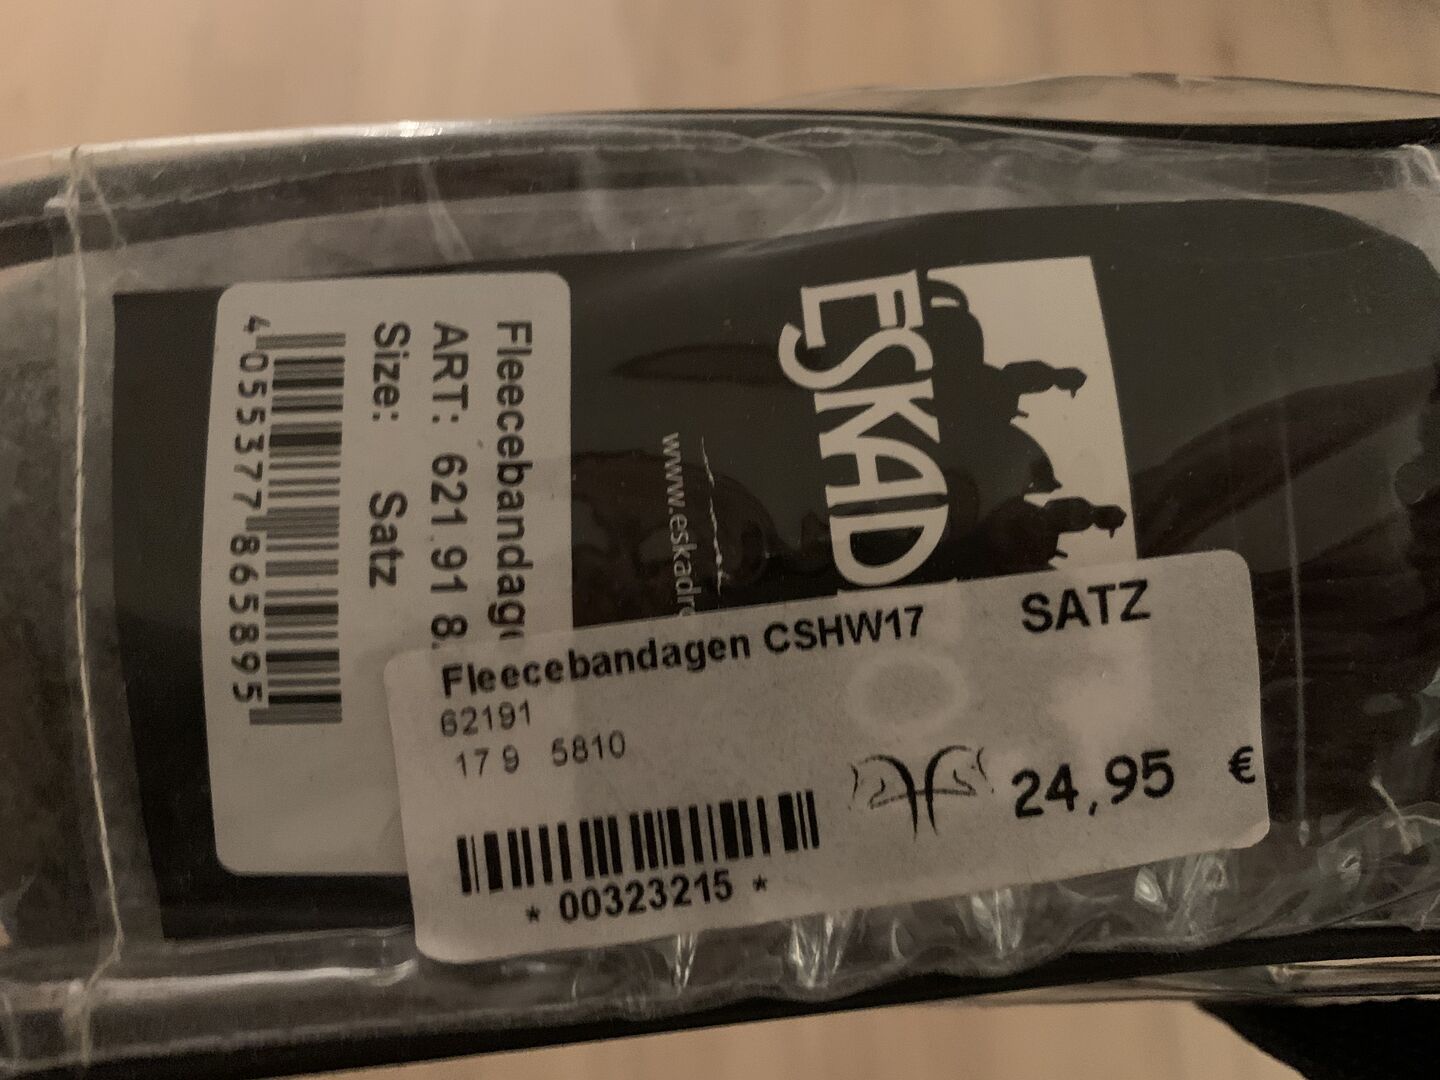 ESKAD
www.eskadr
Fleecebandage
ART: 621 91 8.
Size: Satz
4 055377 865895
Fleecebandagen CSHW17 SATZ
62191
17 9 5810
24,95 €
* 00323215 *